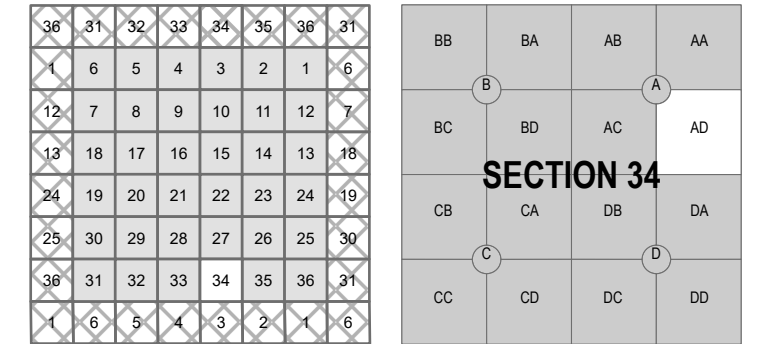 36 31 32 33 34 35 36 31
1 6 5 4 3 2 1 6
12 7 8 9 10 11 12 7
13 18 17 16 15 14 13 18
24 19 20 21 22 23 24 19
25 30 29 28 27 26 25 30
36 31 32 33 34 35 36 31
1 6 5 4 3 2 1 6
BB BA AB AA
B A
BC BD AC AD
SECTION 34
CB CA DB DA
C D
CC CD DC DD